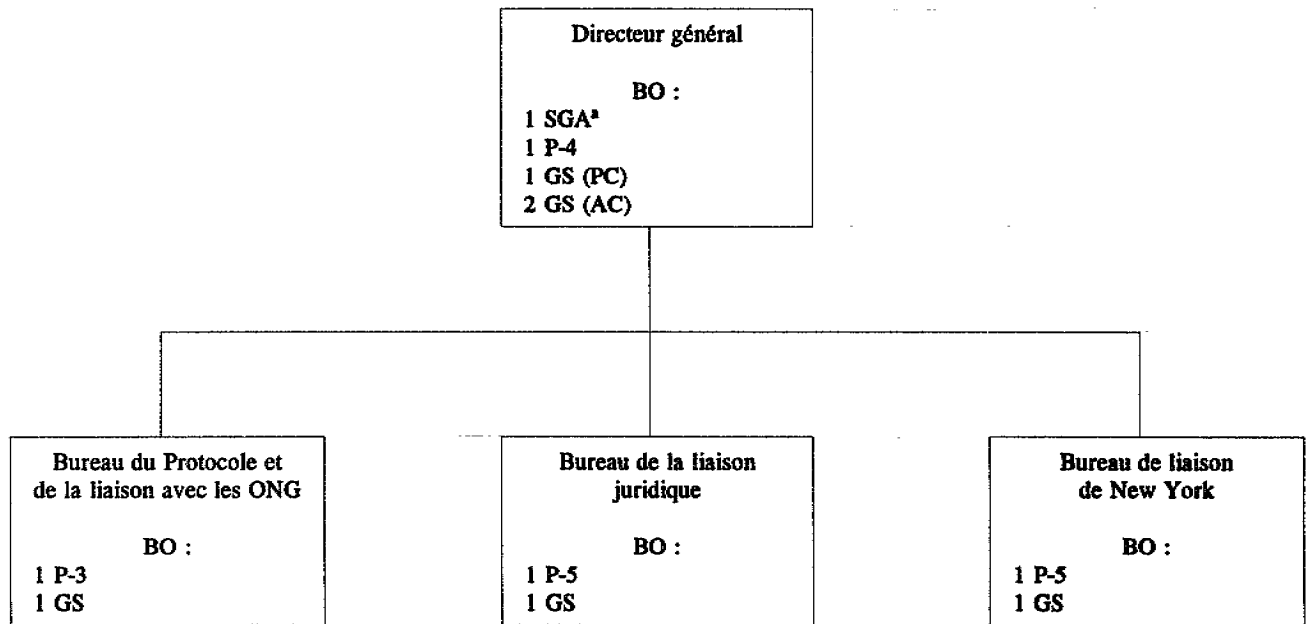 Directeur général
BO :
1 SGAª
1 P-4
1 GS (PC)
2 GS (AC)
Bureau du Protocole et
de la liaison avec les ONG
BO :
1 P-3
1 GS
Bureau de la liaison
juridique
BO :
1 P-5
1 GS
Bureau de liaison
de New York
BO :
1 P-5
1 GS